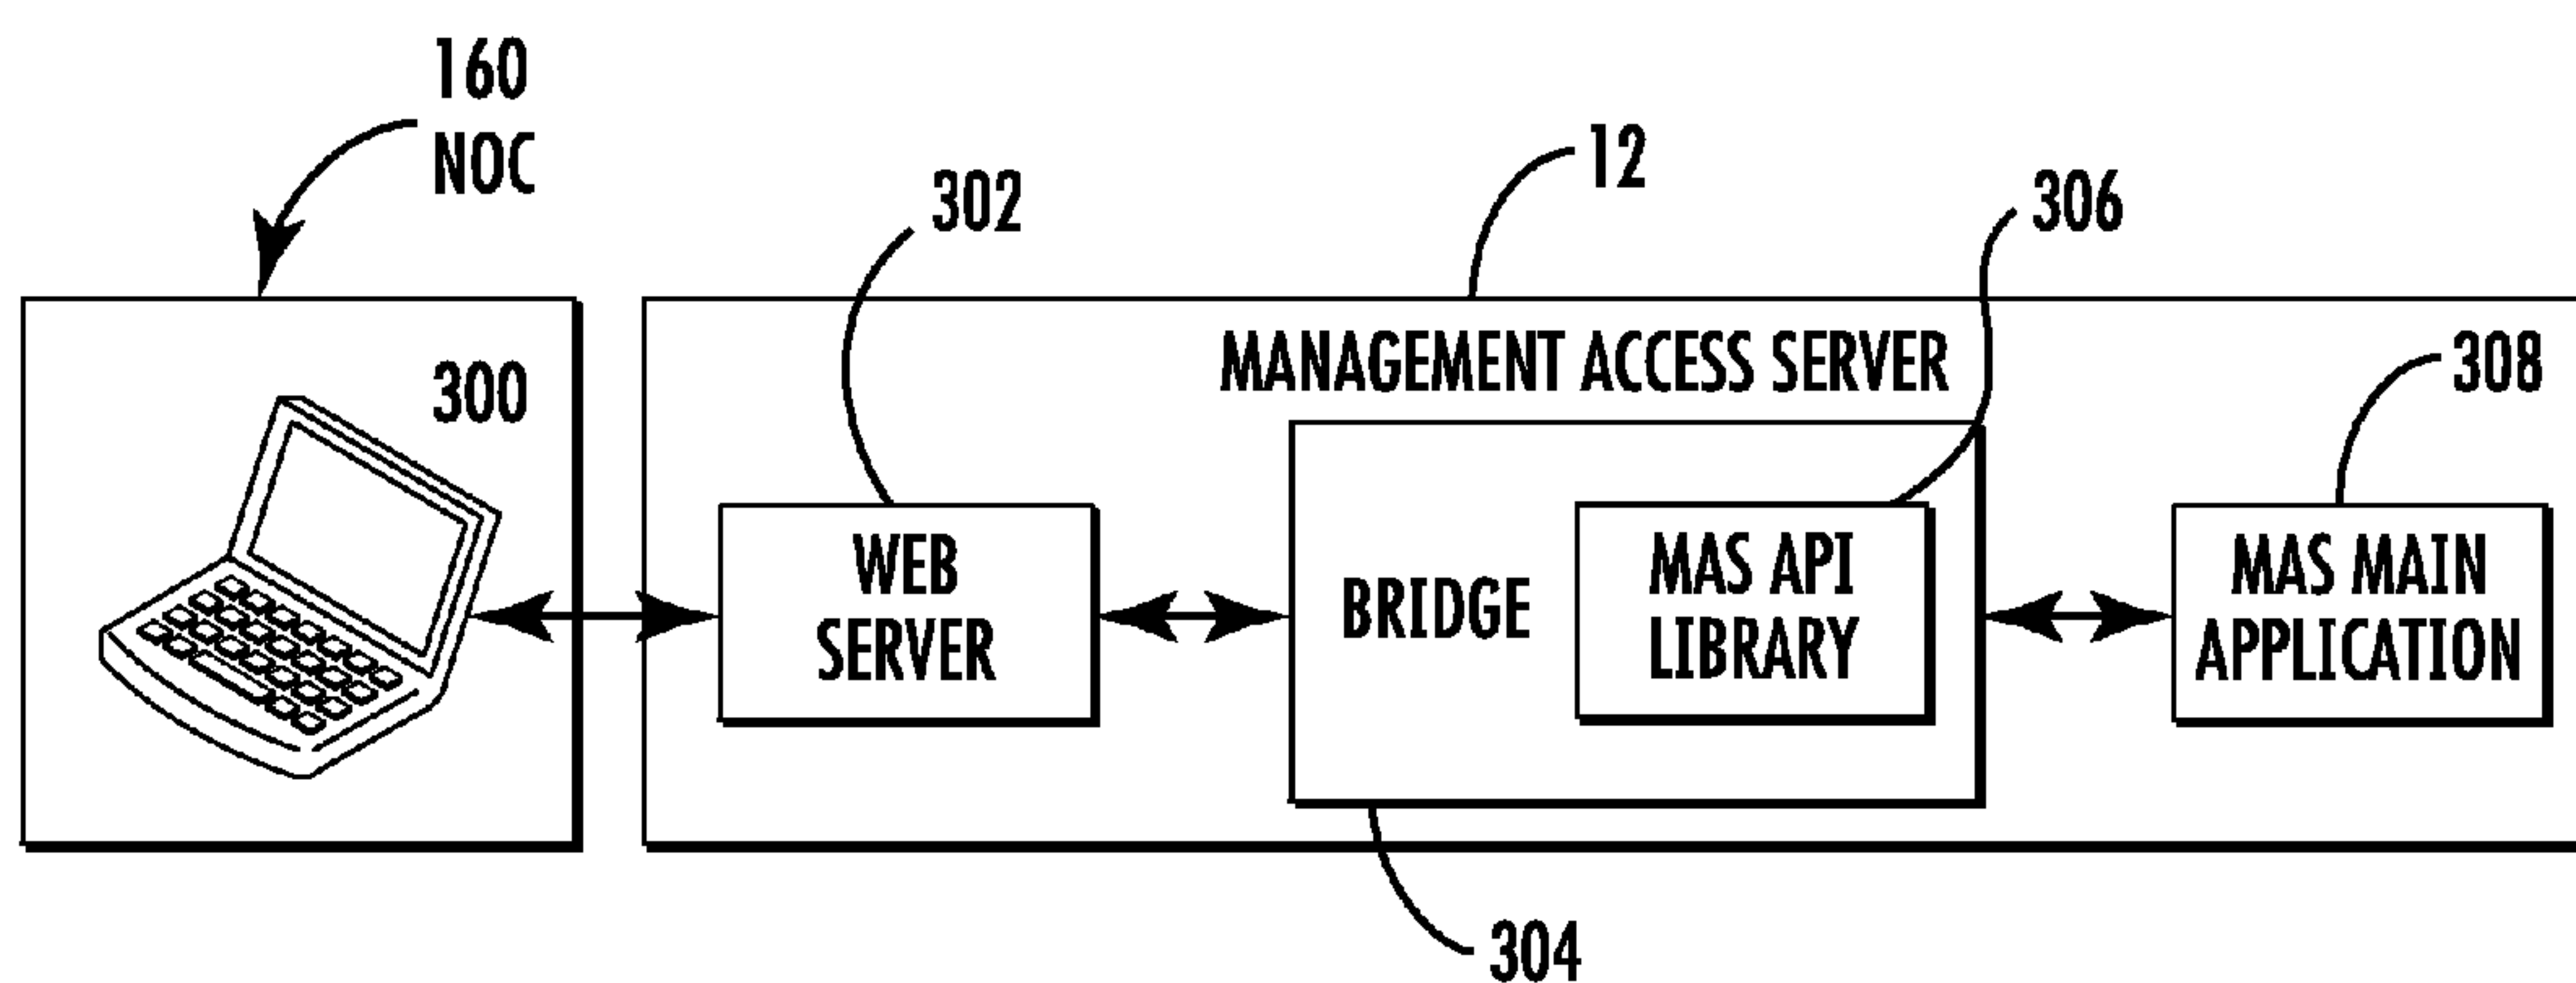 160
NOC
12
302
306
MANAGEMENT ACCESS SERVER
308
300
WEB
SERVER
BRIDGE
MAS API
LIBRARY
MAS MAIN
APPLICATION
304